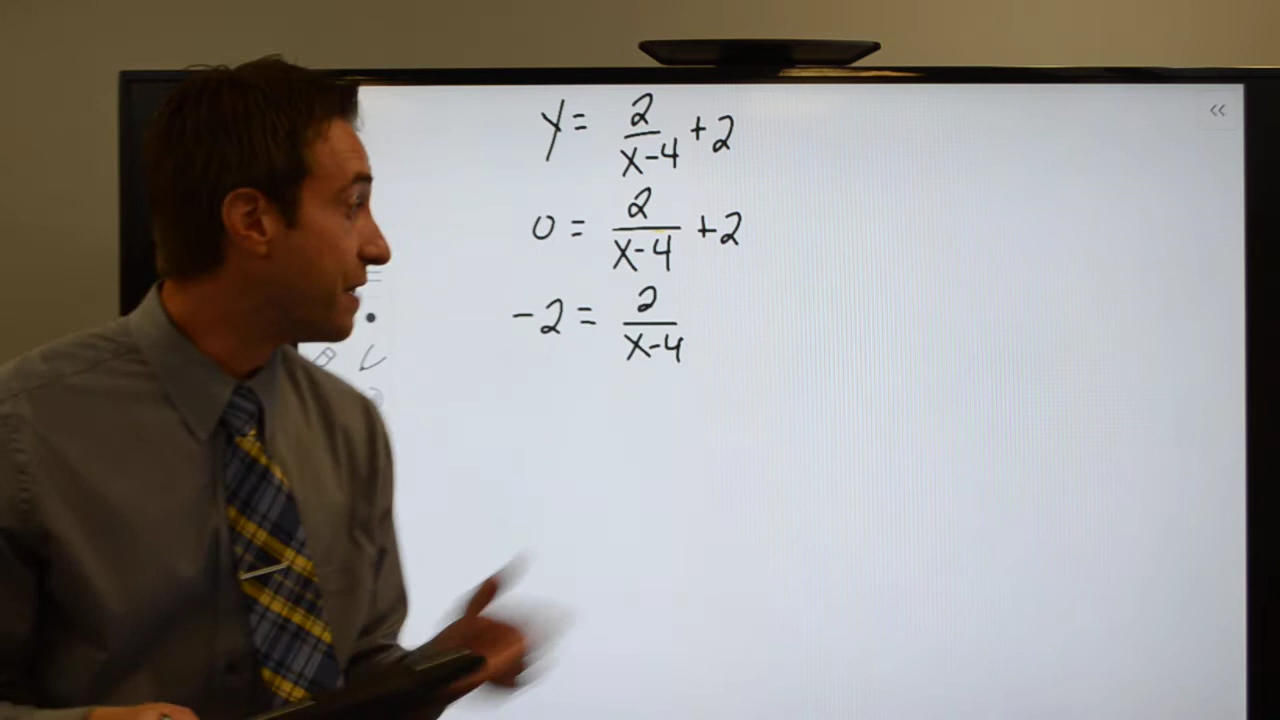 y = 2/(x-4) +2
0 = 2/(x-4) +2
-2 = 2/(x-4)